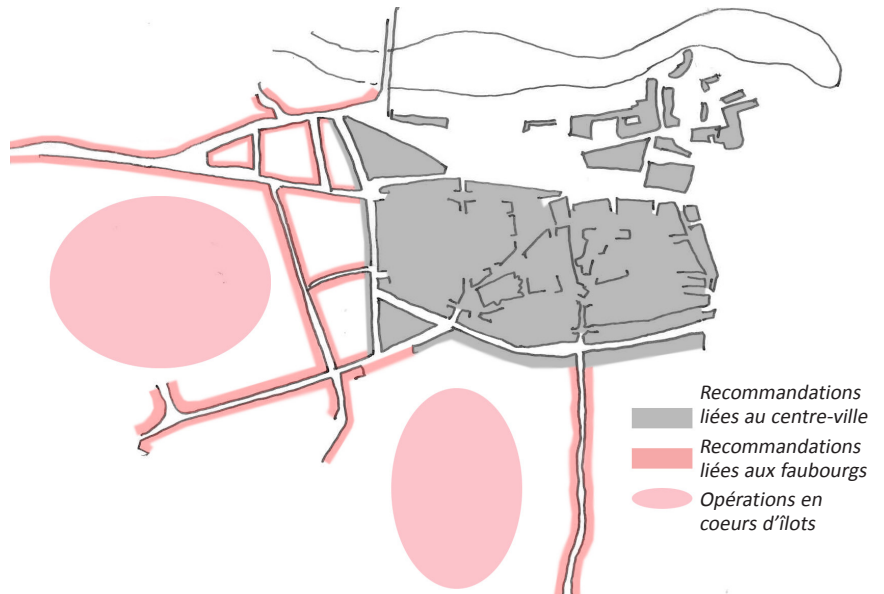 Recommandations
liées au centre-ville
Recommandations
liées aux faubourgs
Opérations en
coeurs d'îlots